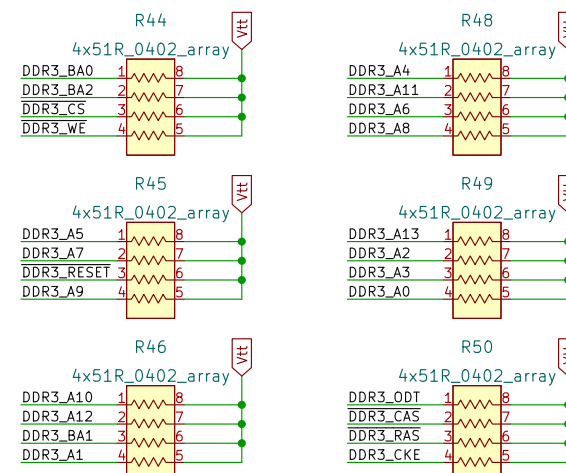 R44
Vtt
4x51R_0402_array
DDR3_BA0 1 8
DDR3_BA2 2 7
DDR3_CS 3 6
DDR3_WE 4 5
R48
4x51R_0402_array
DDR3_A4 1 8
DDR3_A11 2 7
DDR3_A6 3 6
DDR3_A8 4 5
R45
Vtt
4x51R_0402_array
DDR3_A5 1 8
DDR3_A7 2 7
DDR3_RESET 3 6
DDR3_A9 4 5
R49
4x51R_0402_array
DDR3_A13 1 8
DDR3_A2 2 7
DDR3_A3 3 6
DDR3_A0 4 5
R46
Vtt
4x51R_0402_array
DDR3_A10 1 8
DDR3_A12 2 7
DDR3_BA1 3 6
DDR3_A1 4 5
R50
4x51R_0402_array
DDR3_ODT 1 8
DDR3_CAS 2 7
DDR3_RAS 3 6
DDR3_CKE 4 5